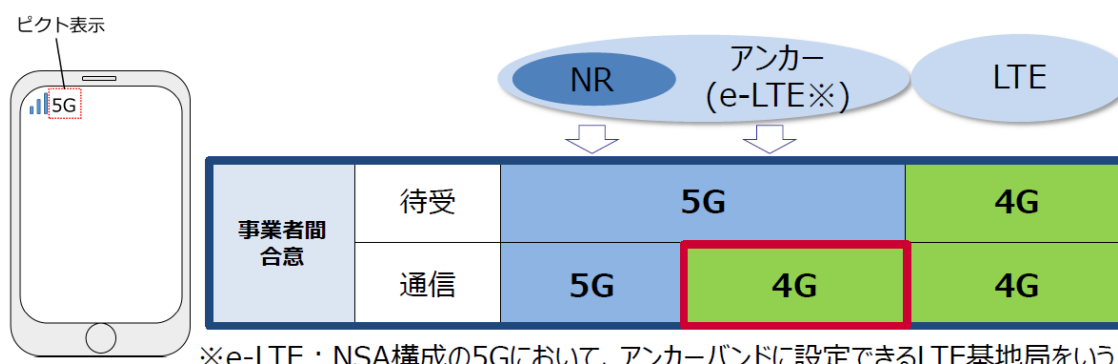 ピクト表示
5G
NR
アンカー
(e-LTE※)
LTE
事業者間
合意
待受
5G
4G
通信
5G
4G
4G
※e-LTE：NSA構成の5Gにおいて、アンカーバンドに設定できるLTE基地局をいう